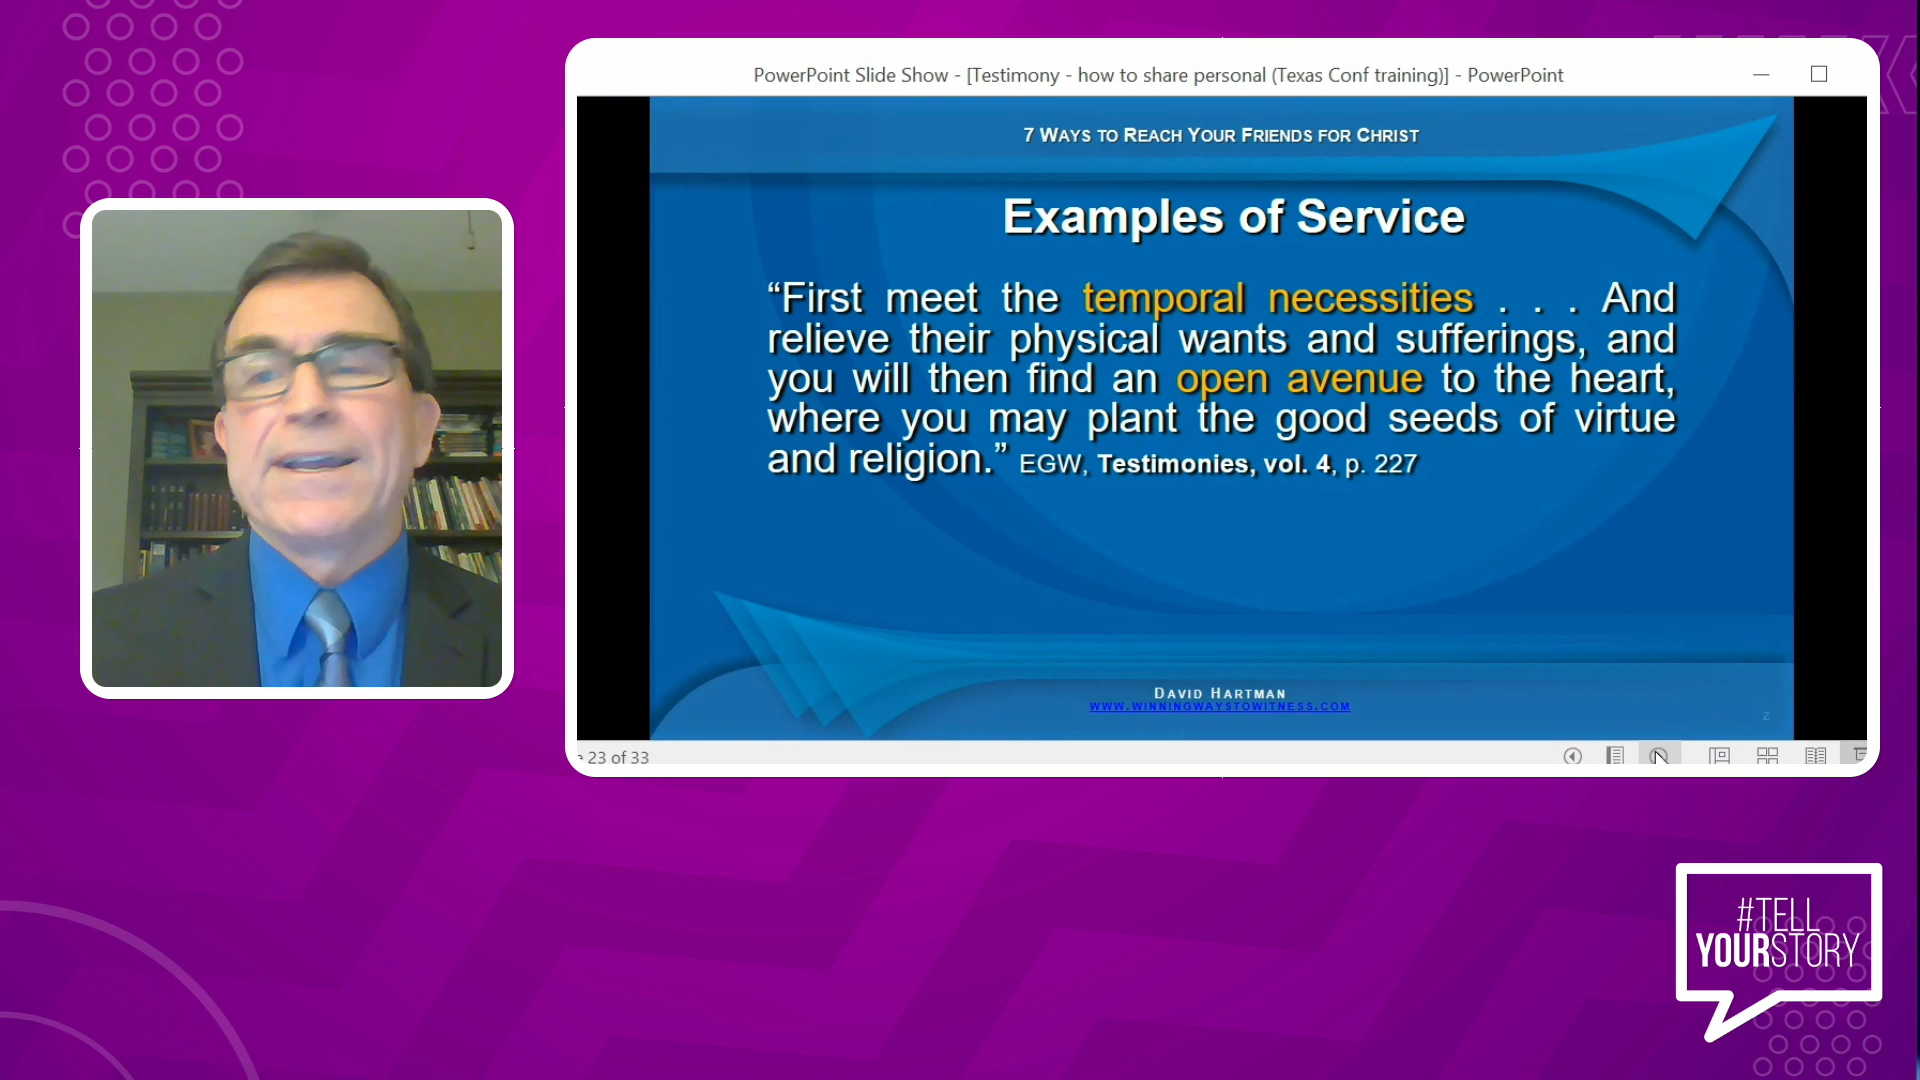 PowerPoint Slide Show - [Testimony - how to share personal (Texas Conf training)] - PowerPoint
7 WAYS TO REACH YOUR FRIENDS FOR CHRIST
Examples of Service
“First meet the temporal necessities . . . And
relieve their physical wants and sufferings, and
you will then find an open avenue to the heart,
where you may plant the good seeds of virtue
and religion.” EGW, Testimonies, vol. 4, p. 227
DAVID HARTMAN
WWW.WINNINGWAYSTOWITNESS.COM
z
23 of 33
#TELL
YOURSTORY